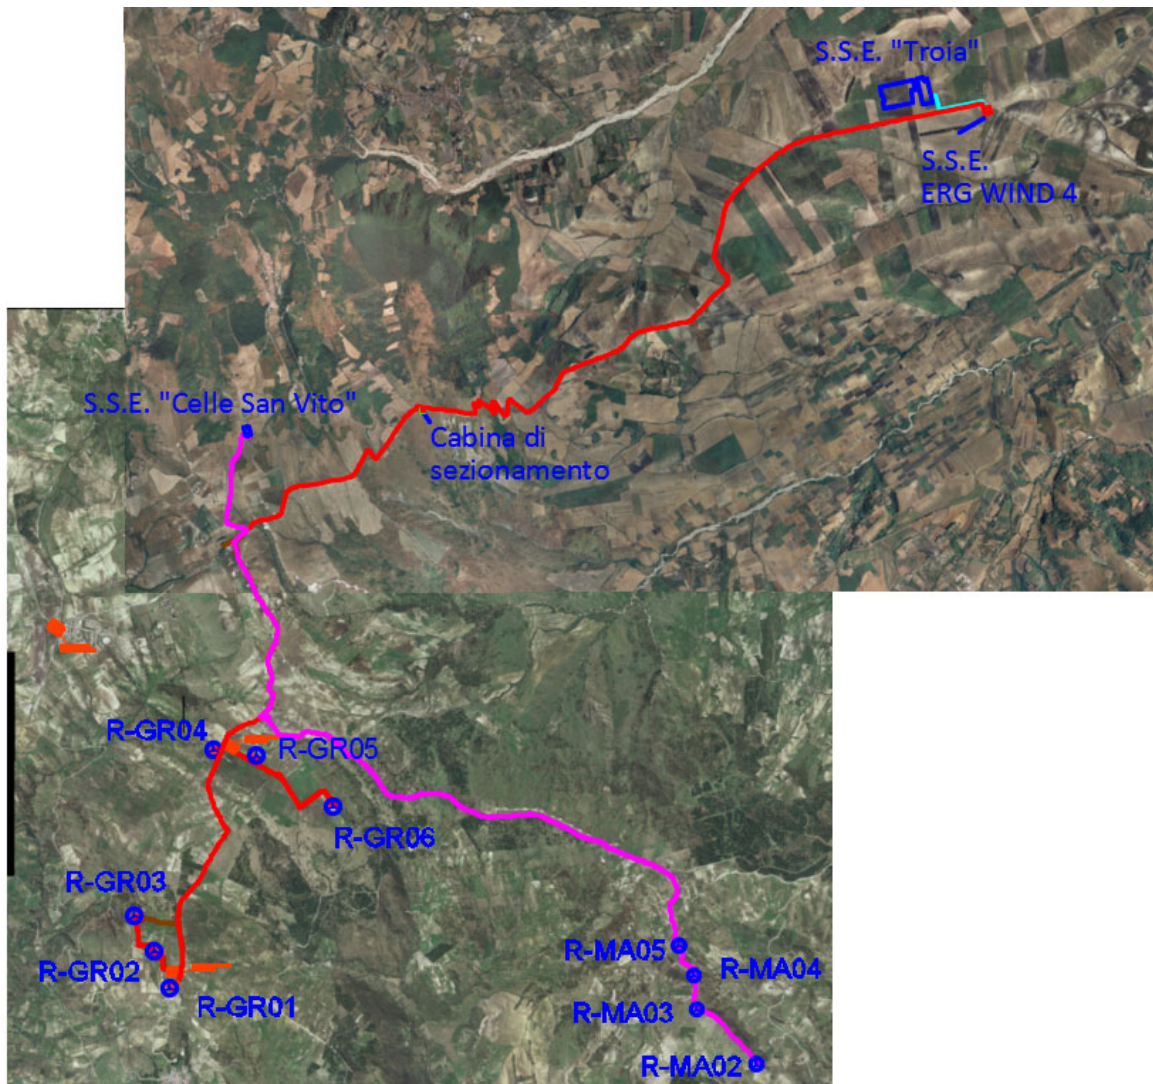 S.S.E. "Troia"
S.S.E.
ERG WIND 4
S.S.E. "Celle San Vito"
Cabina di
sezionamento
R-GR04
R-GR05
R-GR06
R-GR03
R-GR02
R-GR01
R-MA05
R-MA04
R-MA03
R-MA02